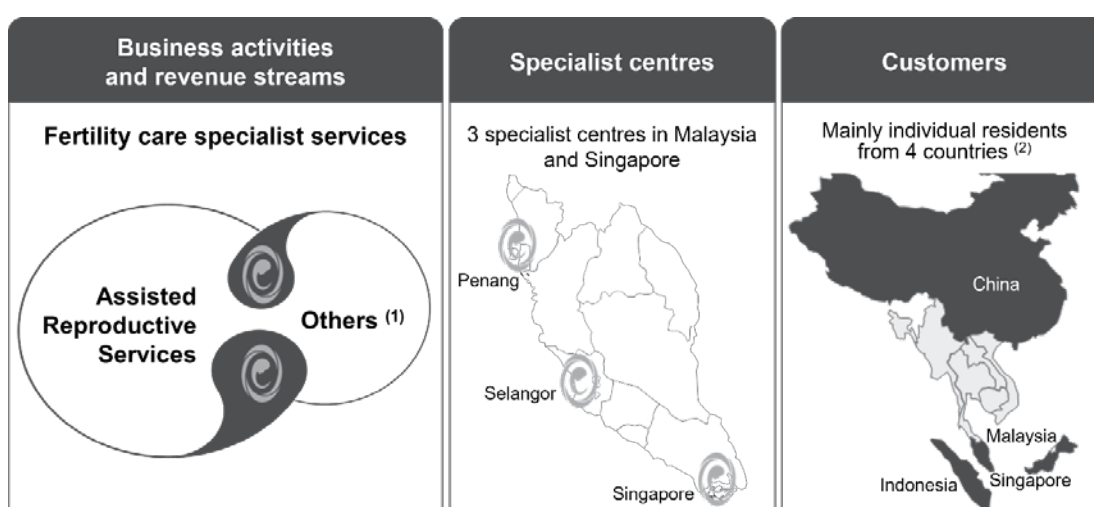 Business activities
and revenue streams
Fertility care specialist services
Assisted
Reproductive
Services
Others (1)
Specialist centres
3 specialist centres in Malaysia
and Singapore
Penang
Selangor
Singapore
Customers
Mainly individual residents
from 4 countries (2)
China
Malaysia
Singapore
Indonesia